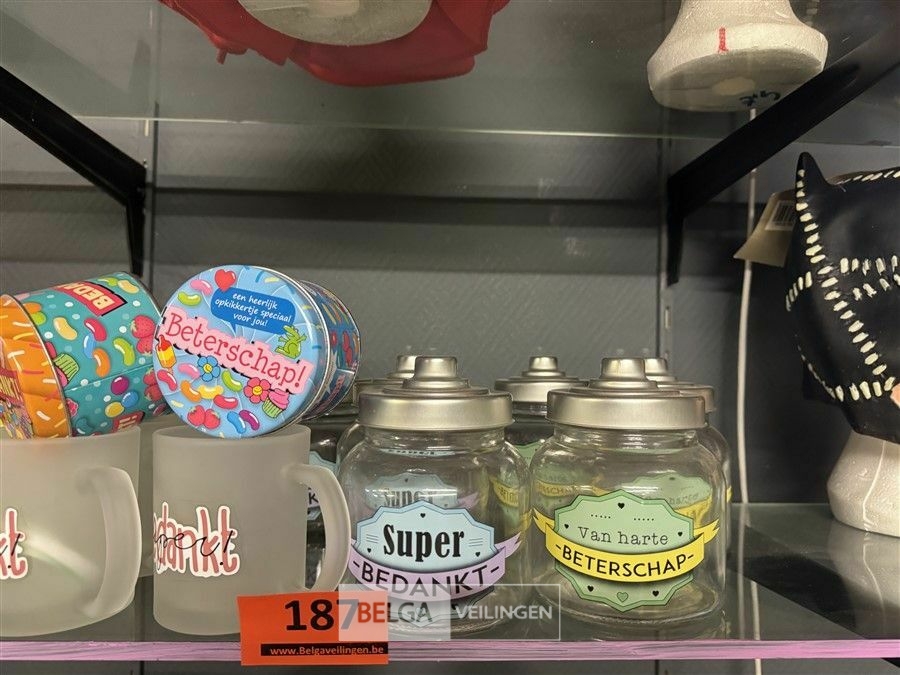 BEDANKT
een heerlijk
opkikkertje speciaal
voor jou!
Beterschap!
bedankt
Super
BEDANKT
Van harte
BETERSCHAP
187
www.Belgaveilingen.be
BELGA VEILINGEN